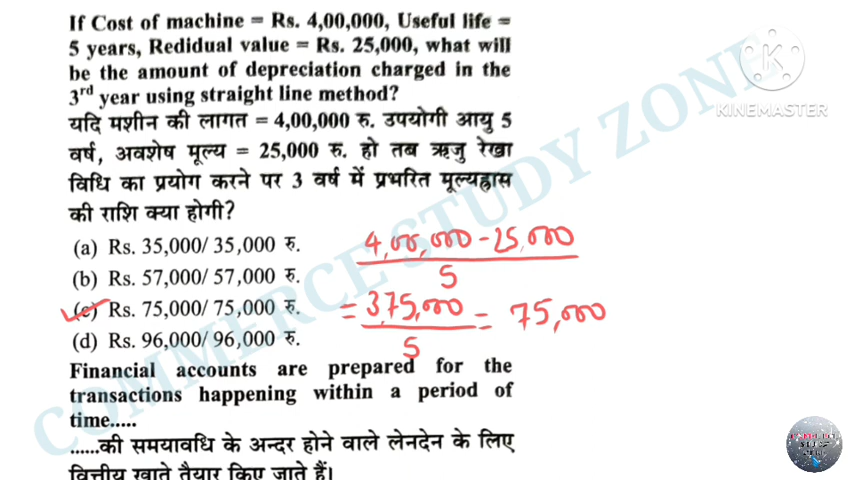 If Cost of machine = Rs. 4,00,000, Useful life =
5 years, Redidual value = Rs. 25,000, what will
be the amount of depreciation charged in the
3rd year using straight line method?
यदि मशीन की लागत = 4,00,000 रु. उपयोगी आयु 5
वर्ष, अवशेष मूल्य = 25,000 रु. हो तब ऋजु रेखा
विधि का प्रयोग करने पर 3 वर्ष में प्रभरित मूल्यह्रास
की राशि क्या होगी?
(a) Rs. 35,000/ 35,000 रु.
(b) Rs. 57,000/ 57,000 रु.
(c) Rs. 75,000/ 75,000 रु.
(d) Rs. 96,000/ 96,000 रु.
4,00,000 - 25,000
5
= 3,75,000 = 75,000
5
Financial accounts are prepared for the
transactions happening within a period of
time.....
......की समयावधि के अन्दर होने वाले लेनदेन के लिए
वित्तीय खाते तैयार किए जाते हैं।
COMMERCE STUDY ZONE
K
KINEMASTER